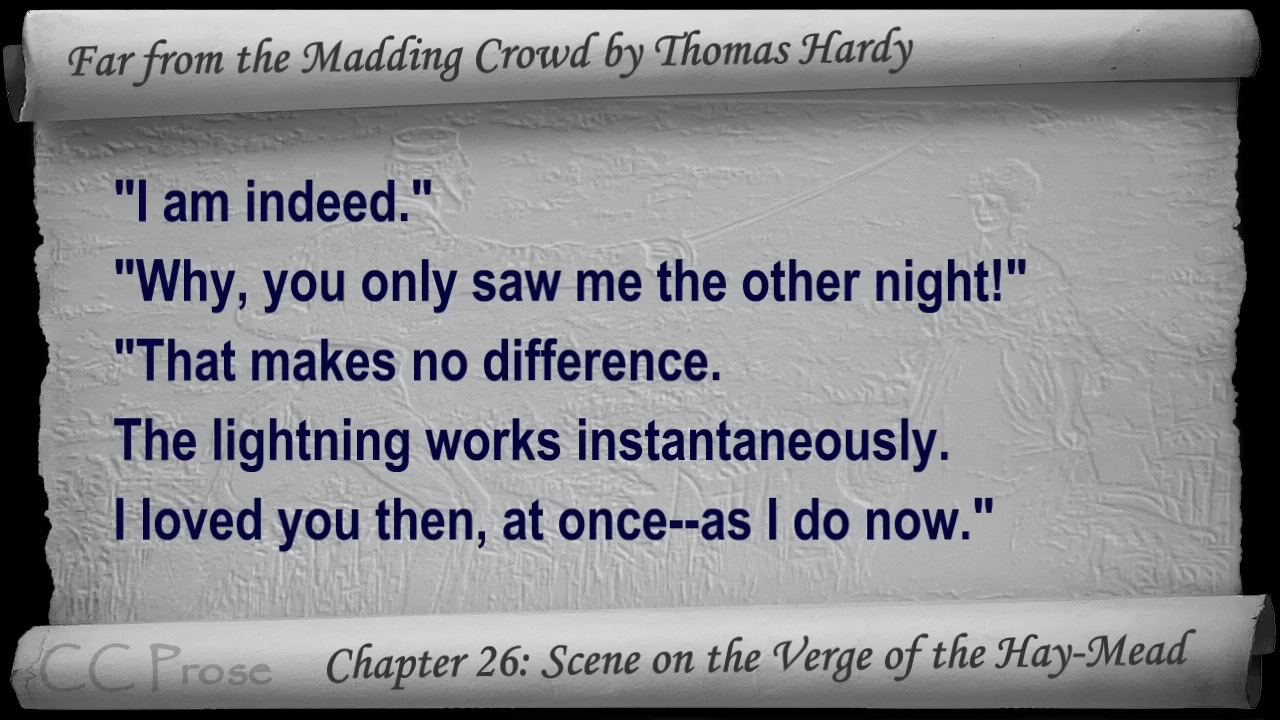 Far from the Madding Crowd by Thomas Hardy
"I am indeed."
"Why, you only saw me the other night!"
"That makes no difference.
The lightning works instantaneously.
I loved you then, at once--as I do now."
CC Prose
Chapter 26: Scene on the Verge of the Hay-Mead